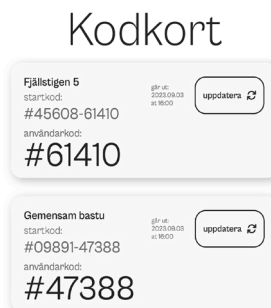 Kodkort
Fjällstigen 5
startkod:
#45608-61410
användarkod:
#61410
går ut:
2023.09.03
at 16:00
uppdatera
Gemensam bastu
startkod:
#09891-47388
användarkod:
#47388
går ut:
2023.09.03
at 16:00
uppdatera